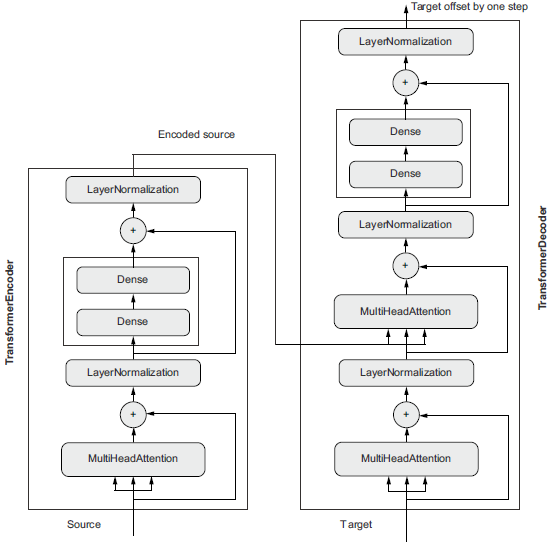 Target offset by one step
LayerNormalization
+
Dense
Dense
LayerNormalization
+
MultiHeadAttention
LayerNormalization
+
MultiHeadAttention
Target
TransformerDecoder
Encoded source
LayerNormalization
+
Dense
Dense
LayerNormalization
+
MultiHeadAttention
Source
TransformerEncoder